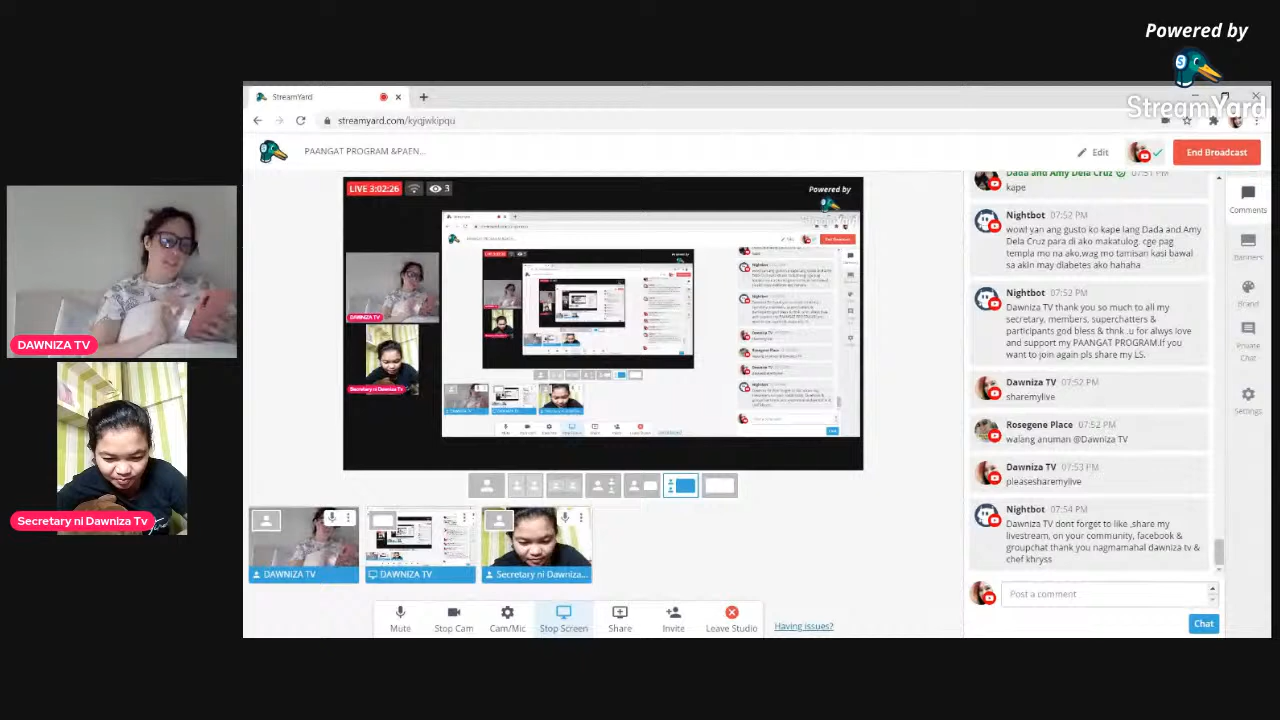 Powered by
StreamYard
StreamYard
streamyard.com/kyqjwkipqu
PAANGAT PROGRAM &PAEN...
Edit
End Broadcast
LIVE 3:02:26
3
Powered by
DAWNIZA TV
Secretary ni Dawniza Tv
DAWNIZA TV
Secretary ni Dawniza Tv
DAWNIZA TV
DAWNIZA TV
Secretary ni Dawniza...
Mute
Stop Cam
Cam/Mic
Stop Screen
Share
Invite
Leave Studio
Having issues?
Dada and Amy Dela Cruz 07:51 PM
kape
Nightbot 07:52 PM
wow! yan ang gusto ko kape lang Dada and Amy
Dela Cruz para di ako makatulog. cge pag
templa mo na ako,wag mo tamisan kasi bawal
sa akin may diabetes ako hahaha.
Nightbot 07:52 PM
Dawniza TV thank you so much to all my
secretary, members, superchatters &
participants god bless & think .u for always joen
and support my PAANGAT PROGRAM.If you
want to join again pls share my LS.
Dawniza TV 07:52 PM
sharemylive
Rosegene Place 07:52 PM
walang anuman @Dawniza TV
Dawniza TV 07:53 PM
pleasesharemylive
Nightbot 07:54 PM
Dawniza TV dont forget to like ,share my
livestream, on your community, facebook &
groupchat thank you nagmamahal dawniza tv &
chef khryss
Post a comment
Chat
Comments
Banners
Brand
Private
Chat
Settings